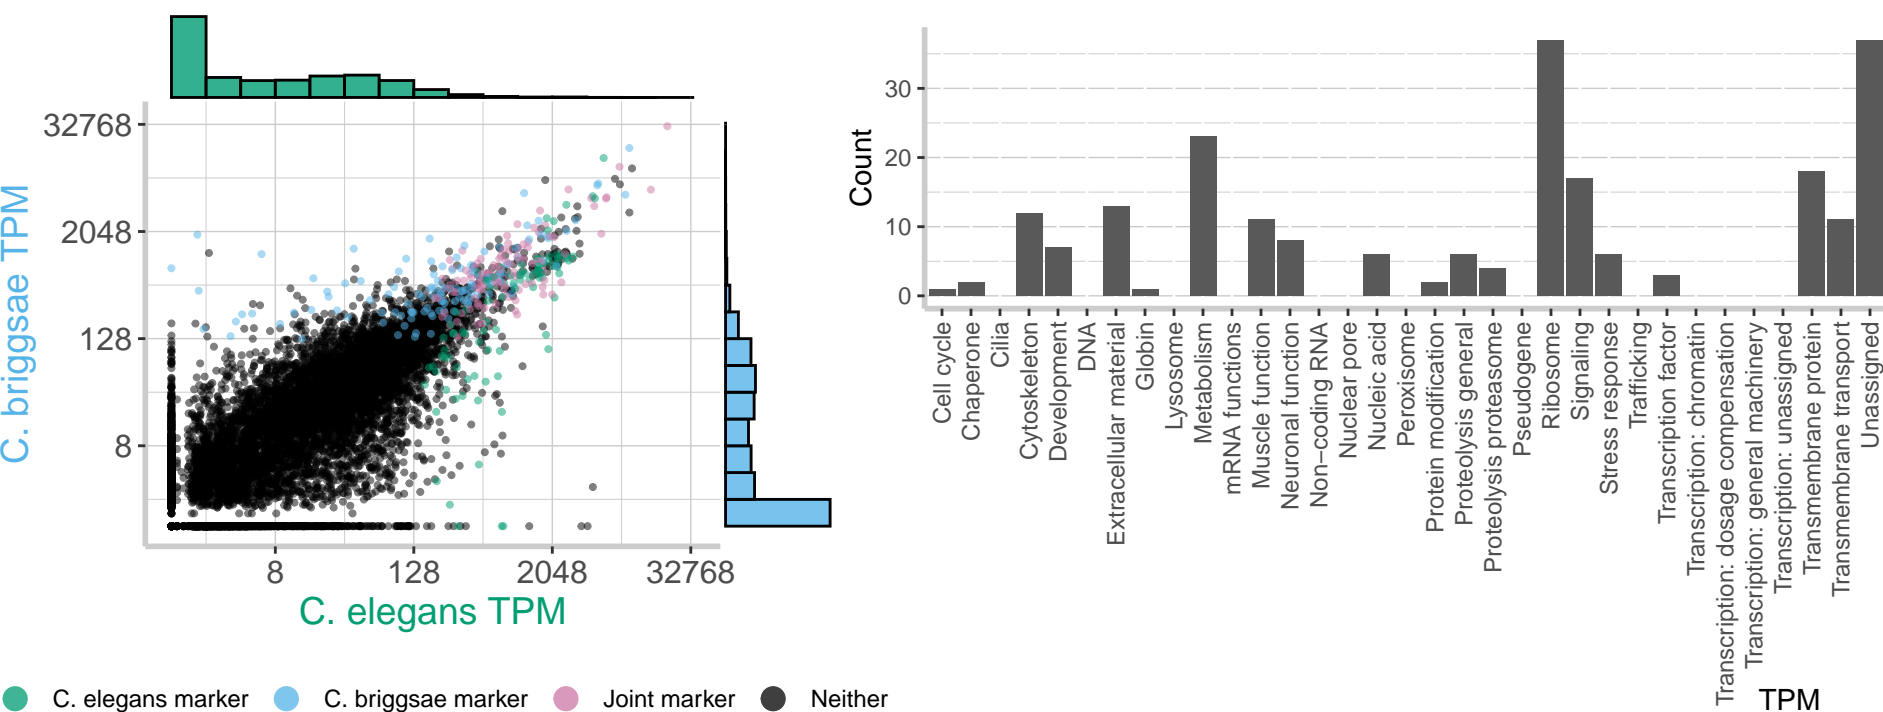 C. briggsae TPM
32768
2048
128
8
8
128
2048
32768
C. elegans TPM
C. elegans marker
C. briggsae marker
Joint marker
Neither
Count
30
20
10
0
Cell cycle
Chaperone
Cilia
Cytoskeleton
Development
DNA
Extracellular material
Globin
Lysosome
Metabolism
mRNA functions
Muscle function
Neuronal function
Non−coding RNA
Nuclear pore
Nucleic acid
Peroxisome
Protein modification
Proteolysis general
Proteolysis proteasome
Pseudogene
Ribosome
Signaling
Stress response
Trafficking
Transcription factor
Transcription: chromatin
Transcription: dosage compensation
Transcription: general machinery
Transcription: unassigned
Transmembrane protein
Transmembrane transport
Unassigned
TPM